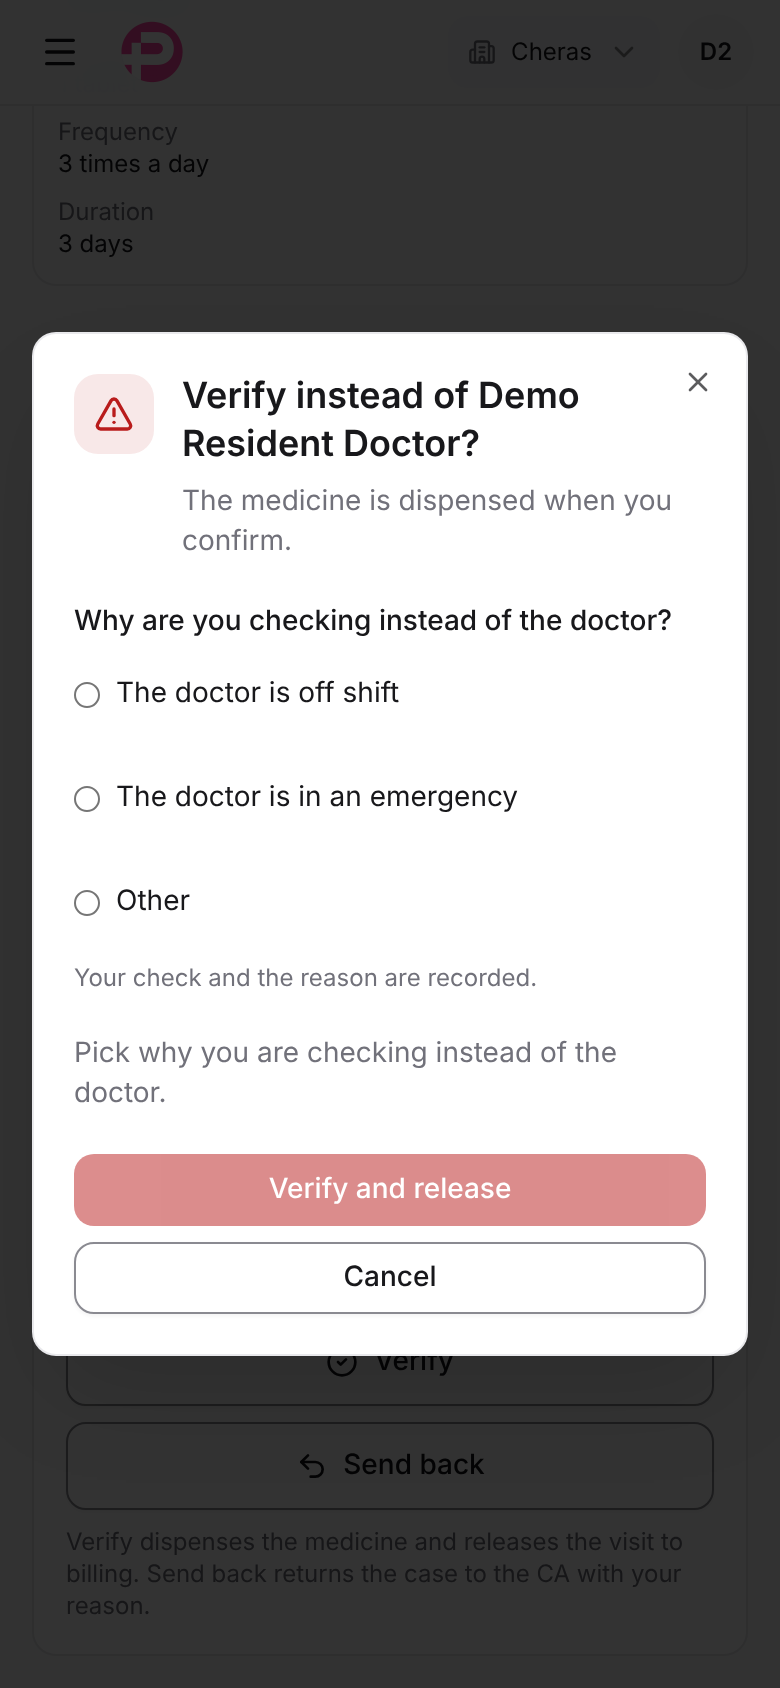 Cheras
D2
Frequency
3 times a day
Duration
3 days
Verify instead of Demo
Resident Doctor?
The medicine is dispensed when you
confirm.
Why are you checking instead of the doctor?
The doctor is off shift
The doctor is in an emergency
Other
Your check and the reason are recorded.
Pick why you are checking instead of the
doctor.
Verify and release
Cancel
Verify
Send back
Verify dispenses the medicine and releases the visit to
billing. Send back returns the case to the CA with your
reason.